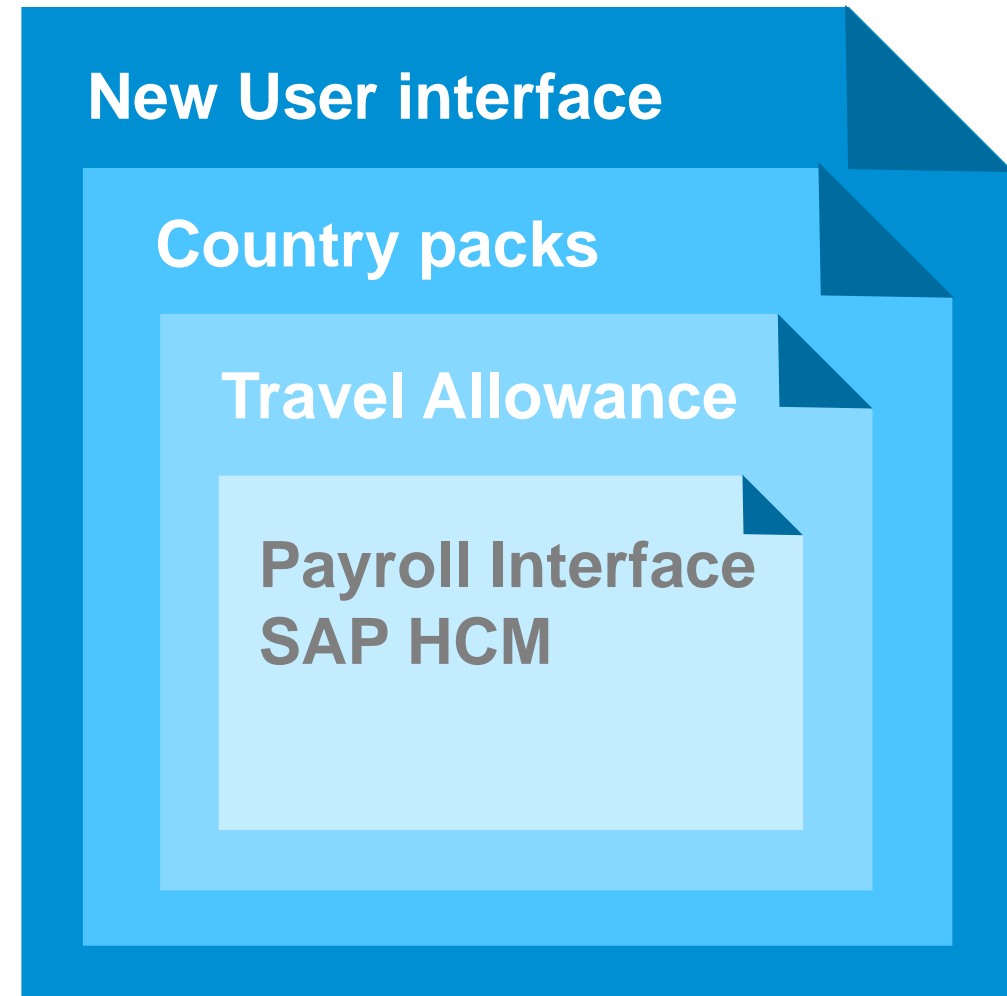 New User interface
Country packs
Travel Allowance
Payroll Interface
SAP HCM